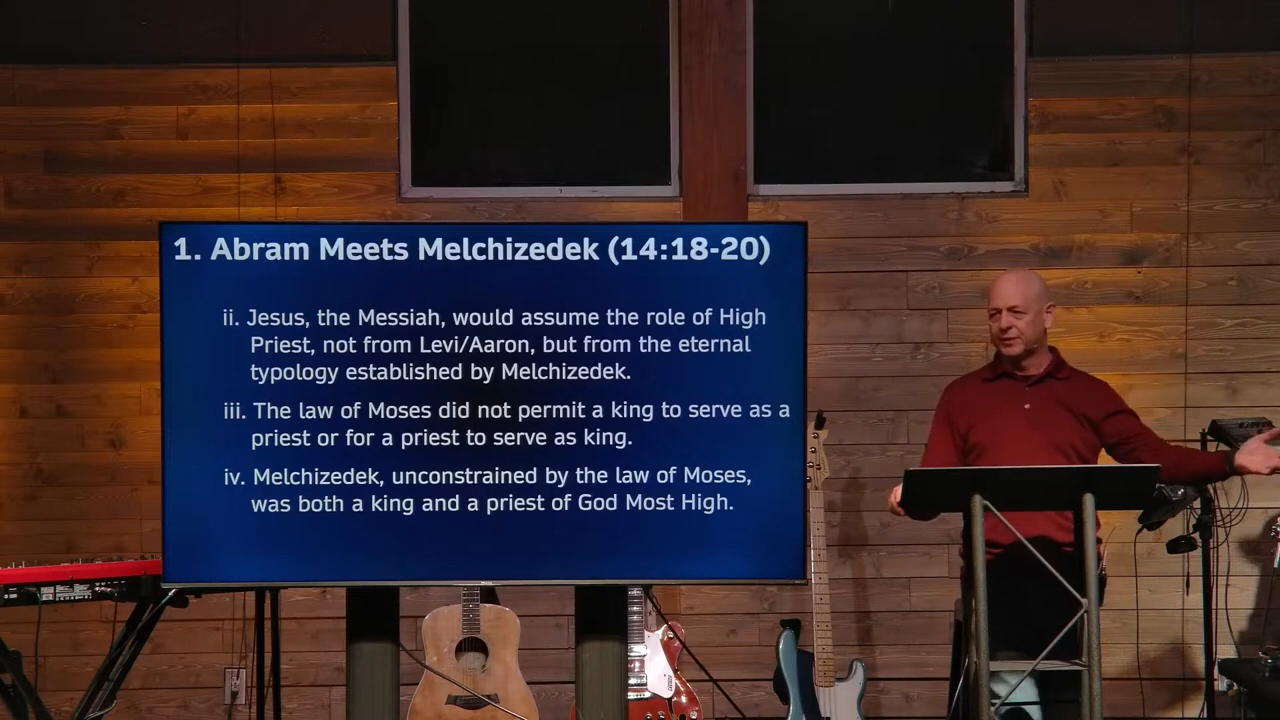 1. Abram Meets Melchizedek (14:18-20)
ii. Jesus, the Messiah, would assume the role of High
Priest, not from Levi/Aaron, but from the eternal
typology established by Melchizedek.
iii. The law of Moses did not permit a king to serve as a
priest or for a priest to serve as king.
iv. Melchizedek, unconstrained by the law of Moses,
was both a king and a priest of God Most High.